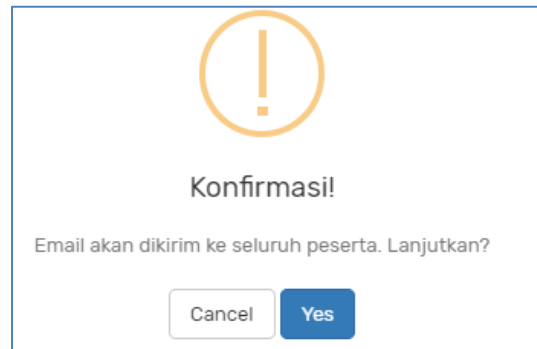 Konfirmasi!
Email akan dikirim ke seluruh peserta. Lanjutkan?
Cancel Yes